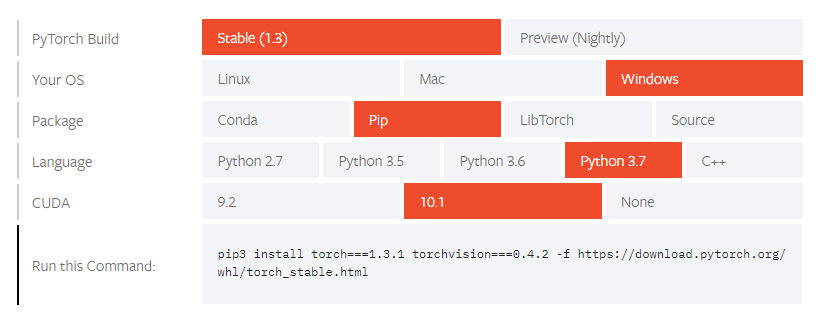 PyTorch Build Stable (1.3) Preview (Nightly)
Your OS Linux Mac Windows
Package Conda Pip LibTorch Source
Language Python 2.7 Python 3.5 Python 3.6 Python 3.7 C++
CUDA 9.2 10.1 None
Run this Command: pip3 install torch===1.3.1 torchvision===0.4.2 -f https://download.pytorch.org/
whl/torch_stable.html